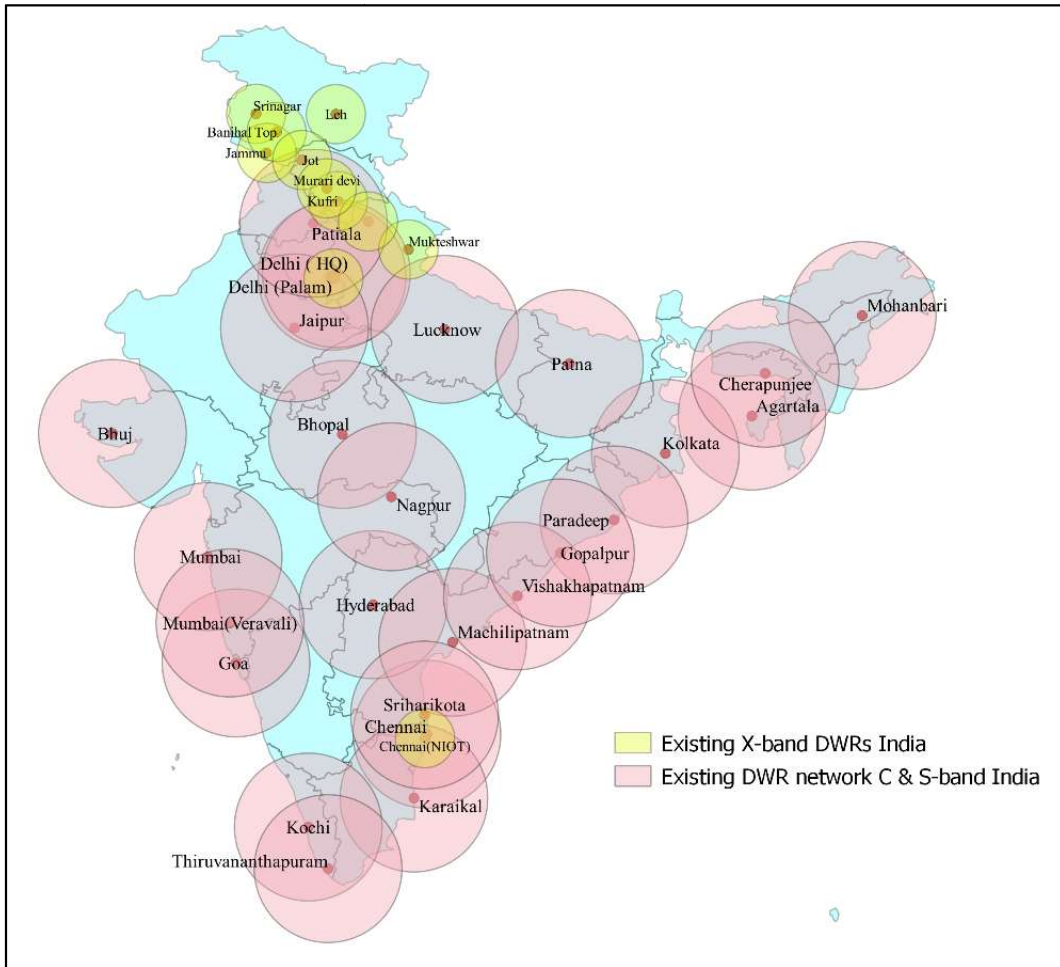 Srinagar
Leh
Banihal Top
Jammu
Jot
Murari devi
Kufri
Patiala
Mukteshwar
Delhi ( HQ)
Delhi (Palam)
Jaipur
Lucknow
Mohanbari
Patna
Cherapunjee
Agartala
Bhuj
Bhopal
Kolkata
Nagpur
Paradeep
Gopalpur
Mumbai
Vishakhapatnam
Hyderabad
Mumbai(Veravali)
Machilipatnam
Goa
Sriharikota
Chennai
Chennai(NIOT)
Existing X-band DWRs India
Existing DWR network C & S-band India
Karaikal
Kochi
Thiruvananthapuram